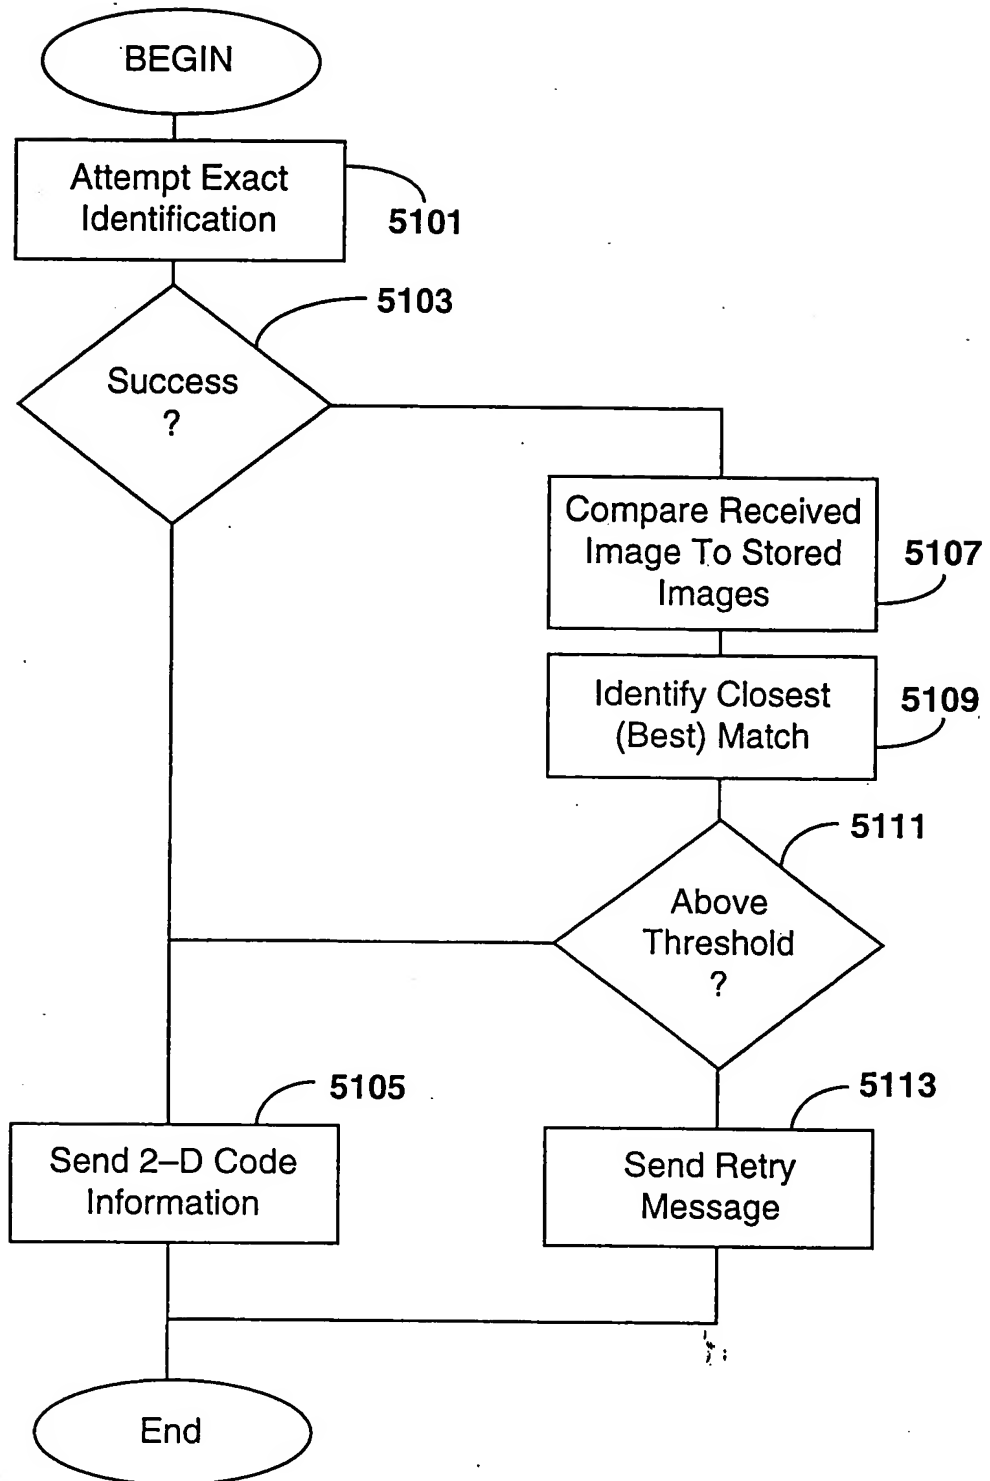 BEGIN
Attempt Exact
Identification
5101
5103
Success
?
Compare Received
Image To Stored
Images
5107
Identify Closest
(Best) Match
5109
5111
Above
Threshold
?
5105
Send 2–D Code
Information
5113
Send Retry
Message
End